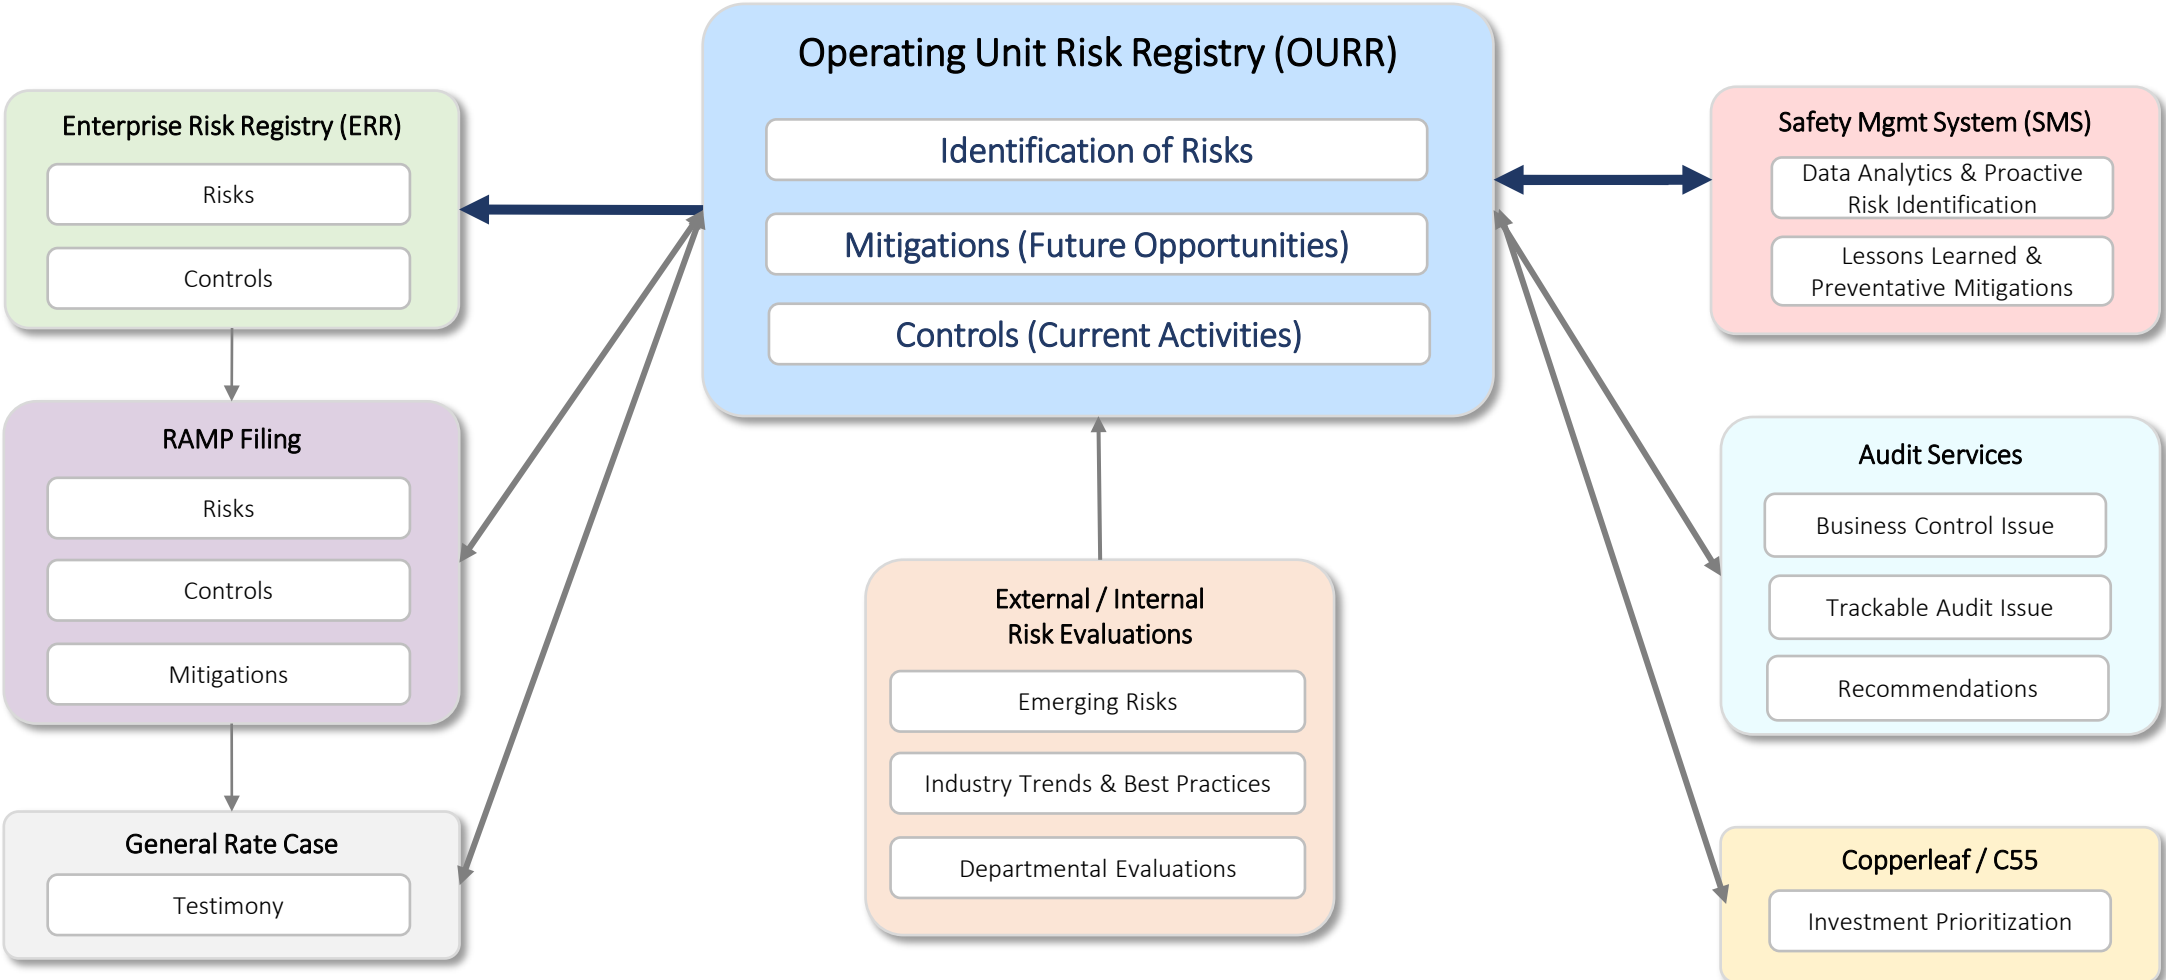 Operating Unit Risk Registry (OURR)
Identification of Risks
Mitigations (Future Opportunities)
Controls (Current Activities)
Enterprise Risk Registry (ERR)
Risks
Controls
RAMP Filing
Risks
Controls
Mitigations
General Rate Case
Testimony
External / Internal
Risk Evaluations
Emerging Risks
Industry Trends & Best Practices
Departmental Evaluations
Safety Mgmt System (SMS)
Data Analytics & Proactive
Risk Identification
Lessons Learned &
Preventative Mitigations
Audit Services
Business Control Issue
Trackable Audit Issue
Recommendations
Copperleaf / C55
Investment Prioritization